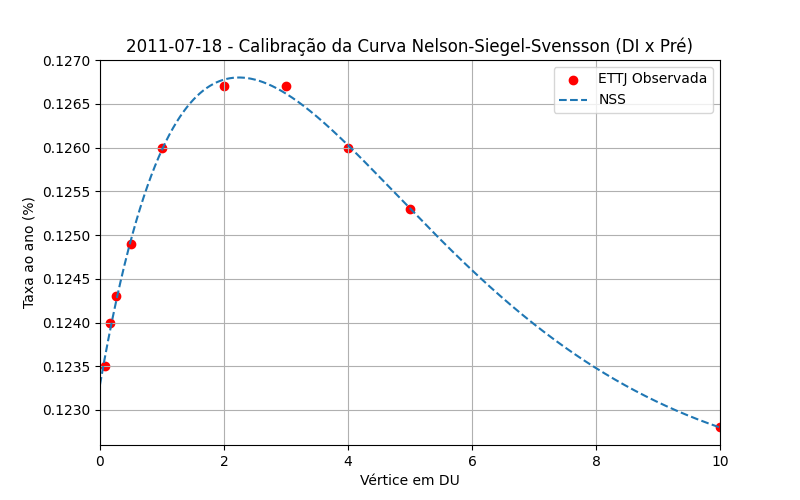 2011-07-18 - Calibração da Curva Nelson-Siegel-Svensson (DI x Pré)
ETTJ Observada
NSS
Taxa ao ano (%)
0.1270
0.1265
0.1260
0.1255
0.1250
0.1245
0.1240
0.1235
0.1230
0 2 4 6 8 10
Vértice em DU